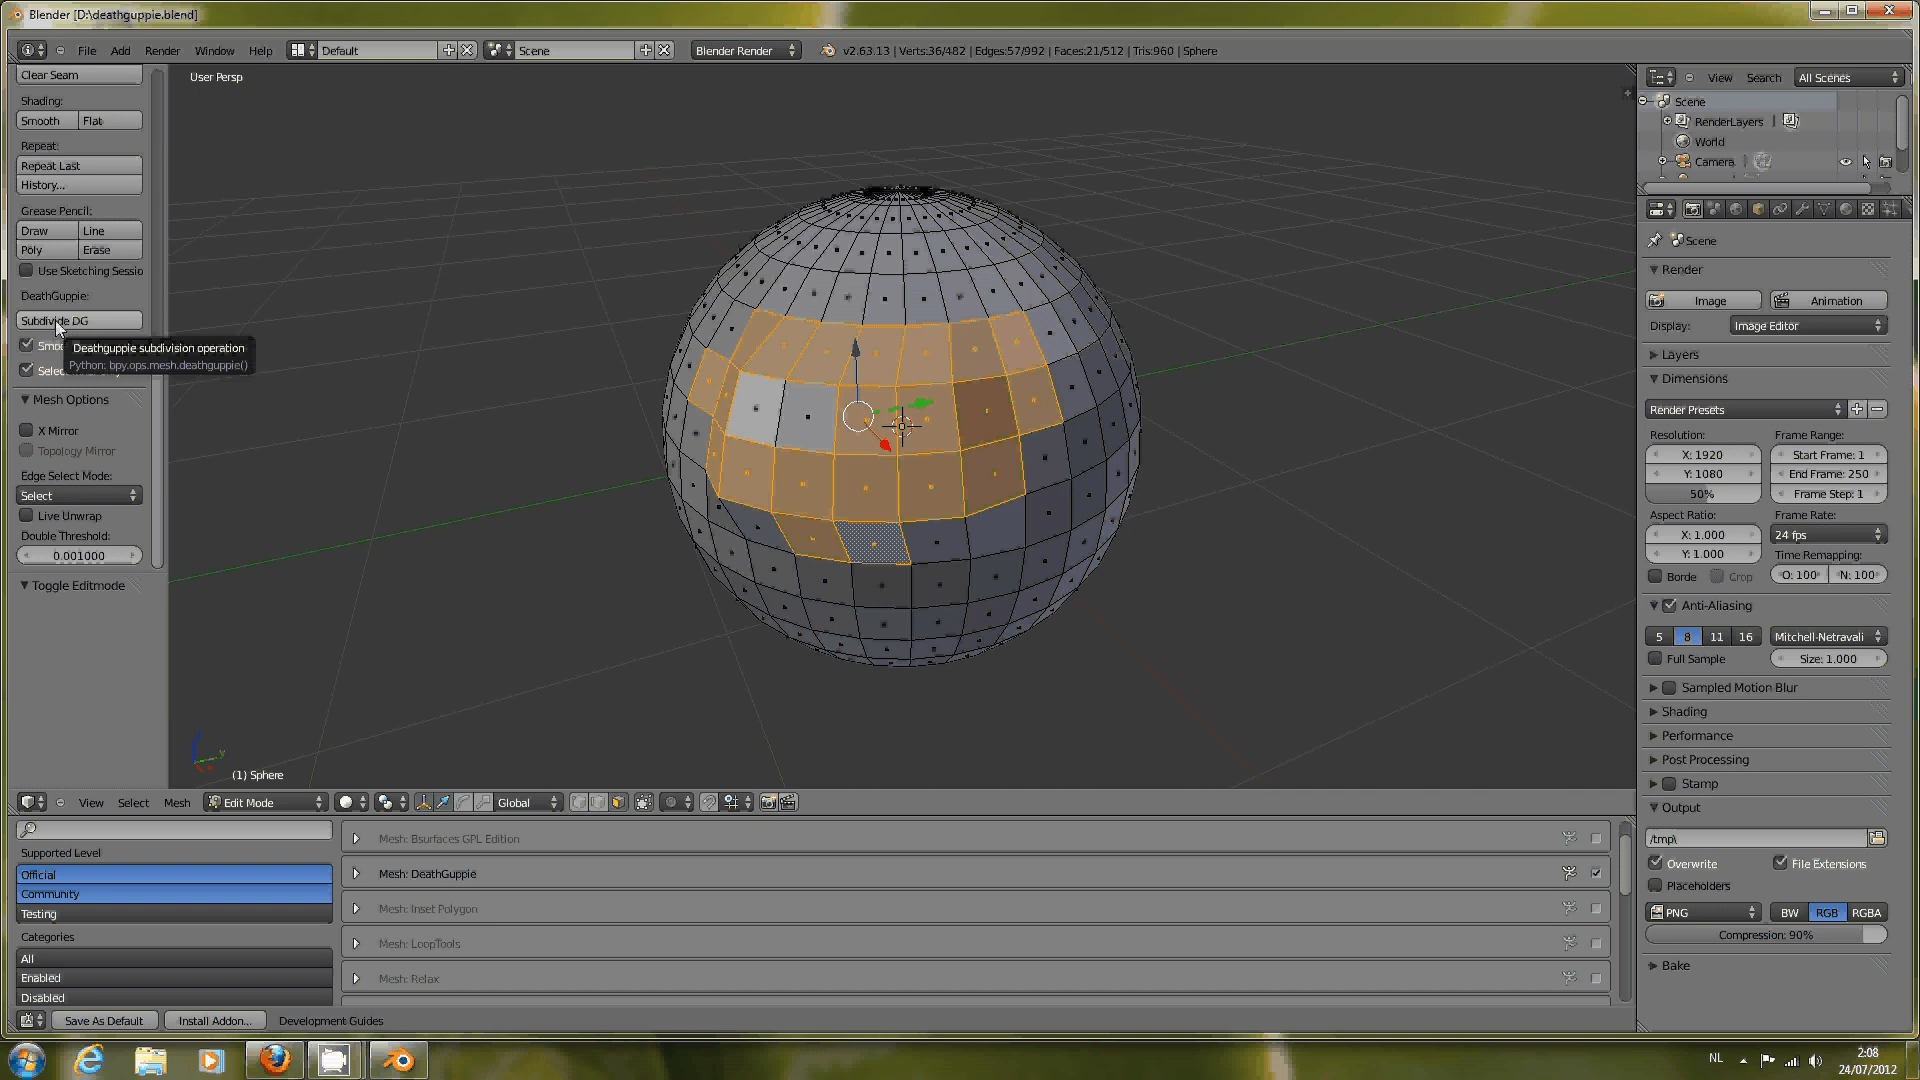 Blender [D:\deathguppie.blend]
File Add Render Window Help
Default
Scene
Blender Render
v2.63.13 | Verts:36/482 | Edges:57/992 | Faces:21/512 | Tris:960 | Sphere
Clear Seam
Shading:
Smooth Flat
Repeat:
Repeat Last
History...
Grease Pencil:
Draw Line
Poly Erase
Use Sketching Sessio
DeathGuppie:
Subdivide DG
Deathguppie subdivision operation
Python: bpy.ops.mesh.deathguppie()
Mesh Options
X Mirror
Topology Mirror
Edge Select Mode:
Select
Live Unwrap
Double Threshold:
0.001000
Toggle Editmode
User Persp
(1) Sphere
View Select Mesh
Edit Mode
Global
View Search
All Scenes
Scene
RenderLayers
World
Camera
Scene
Render
Image Animation
Display: Image Editor
Layers
Dimensions
Render Presets
Resolution: Frame Range:
X: 1920 Start Frame: 1
Y: 1080 End Frame: 250
50% Frame Step: 1
Aspect Ratio: Frame Rate:
X: 1.000 24 fps
Y: 1.000 Time Remapping:
Borde Crop O: 100 N: 100
Anti-Aliasing
5 8 11 16 Mitchell-Netravali
Full Sample Size: 1.000
Sampled Motion Blur
Shading
Performance
Post Processing
Stamp
Output
/tmp\
Overwrite File Extensions
Placeholders
PNG BW RGB RGBA
Compression: 90%
Bake
Supported Level
Official
Community
Testing
Categories
All
Enabled
Disabled
Mesh: Bsurfaces GPL Edition
Mesh: DeathGuppie
Mesh: Inset Polygon
Mesh: LoopTools
Mesh: Relax
Save As Default Install Addon... Development Guides
NL
2:08
24/07/2012